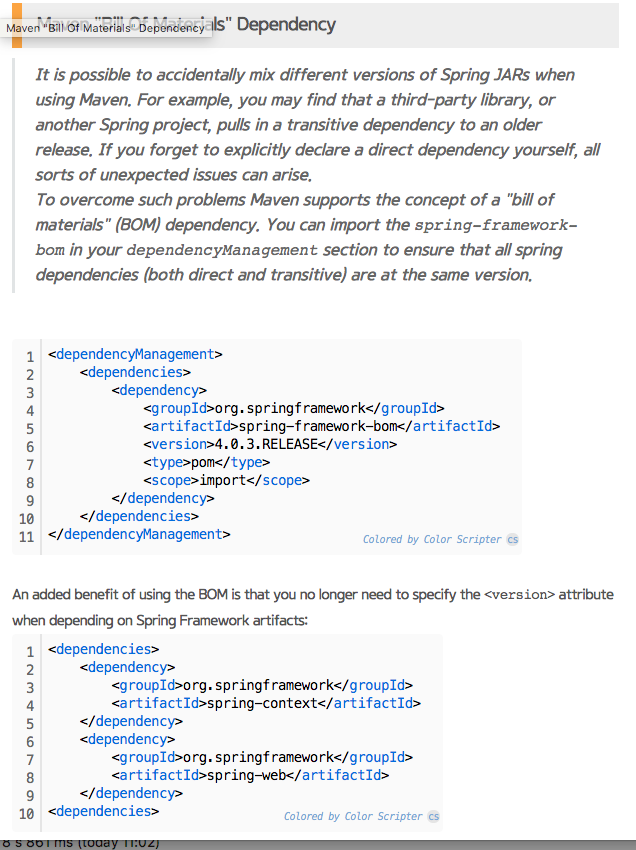 Maven "Bill Of Materials" Dependency
Maven "Bill Of Materials" Dependency
It is possible to accidentally mix different versions of Spring JARs when
using Maven. For example, you may find that a third-party library, or
another Spring project, pulls in a transitive dependency to an older
release. If you forget to explicitly declare a direct dependency yourself, all
sorts of unexpected issues can arise.
To overcome such problems Maven supports the concept of a "bill of
materials" (BOM) dependency. You can import the spring-framework-
bom in your dependencyManagement section to ensure that all spring
dependencies (both direct and transitive) are at the same version.
1 <dependencyManagement>
2 <dependencies>
3 <dependency>
4 <groupId>org.springframework</groupId>
5 <artifactId>spring-framework-bom</artifactId>
6 <version>4.0.3.RELEASE</version>
7 <type>pom</type>
8 <scope>import</scope>
9 </dependency>
10 </dependencies>
11 </dependencyManagement>
Colored by Color Scripter cs
An added benefit of using the BOM is that you no longer need to specify the <version> attribute
when depending on Spring Framework artifacts:
1 <dependencies>
2 <dependency>
3 <groupId>org.springframework</groupId>
4 <artifactId>spring-context</artifactId>
5 </dependency>
6 <dependency>
7 <groupId>org.springframework</groupId>
8 <artifactId>spring-web</artifactId>
9 </dependency>
10 <dependencies>
Colored by Color Scripter cs
8 s 861 ms (today 11:02)